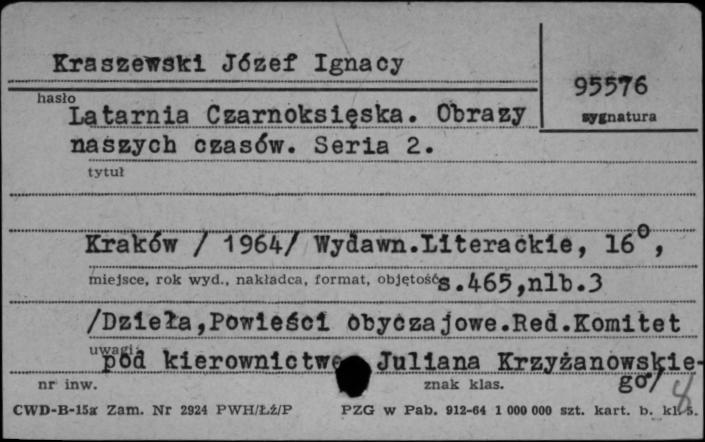 Kraszewski Józef Ignacy
95576
hasło
sygnatura
Latarnia Czarnoksięska. Obrazy
naszych czasów. Seria 2.
tytuł
Kraków / 1964/ Wydawn.Literackie, 16°,
miejsce, rok wyd., nakładca, format, objętość s.465,nlb.3
/Dzieła,Powieści obyczajowe.Red.Komitet
uwagi
pod kierownictwe Juliana Krzyżanowskie-
nr inw. znak klas. go/
8
CWD-B-15a Zam. Nr 2924 PWH/Łź/P PZG w Pab. 912-64 1 000 000 szt. kart. b. kl. 5.